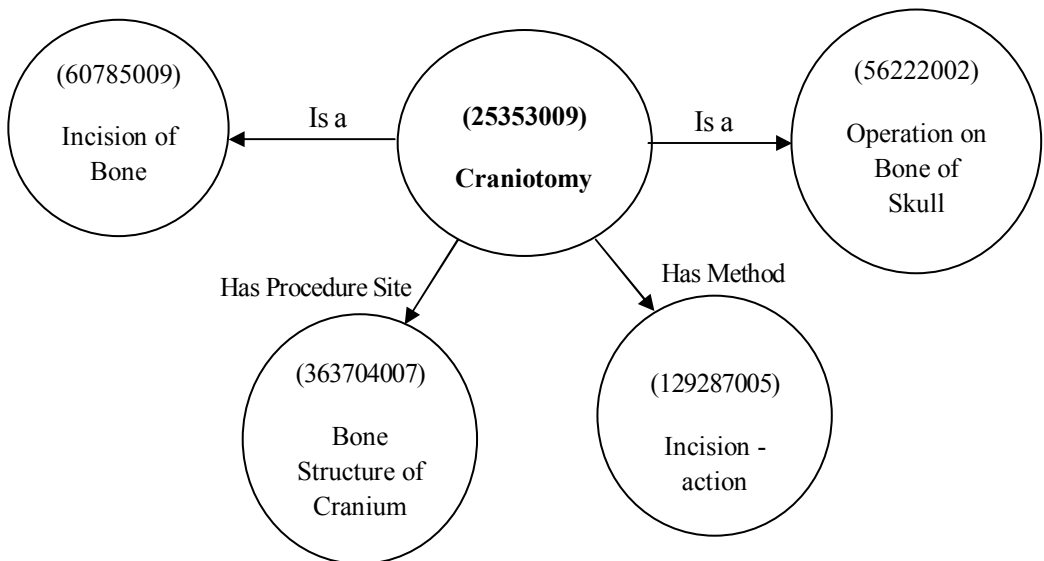 (60785009)
Incision of
Bone
Is a
(25353009)
Craniotomy
Is a
(56222002)
Operation on
Bone of
Skull
Has Procedure Site
(363704007)
Bone
Structure of
Cranium
Has Method
(129287005)
Incision -
action